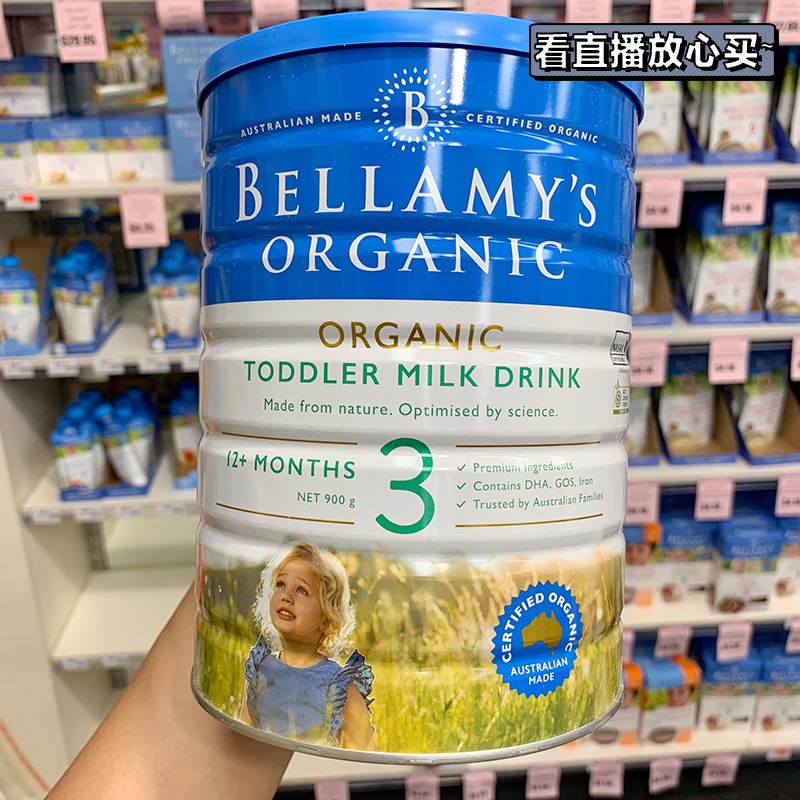 看直播放心买~
AUSTRALIAN MADE B CERTIFIED ORGANIC
BELLAMY'S
ORGANIC
ORGANIC
TODDLER MILK DRINK
Made from nature. Optimised by science.
12+ MONTHS
NET 900 g
3
✓ Premium Ingredients
✓ Contains DHA, GOS, Iron
✓ Trusted by Australian Families
CERTIFIED ORGANIC
AUSTRALIAN
MADE